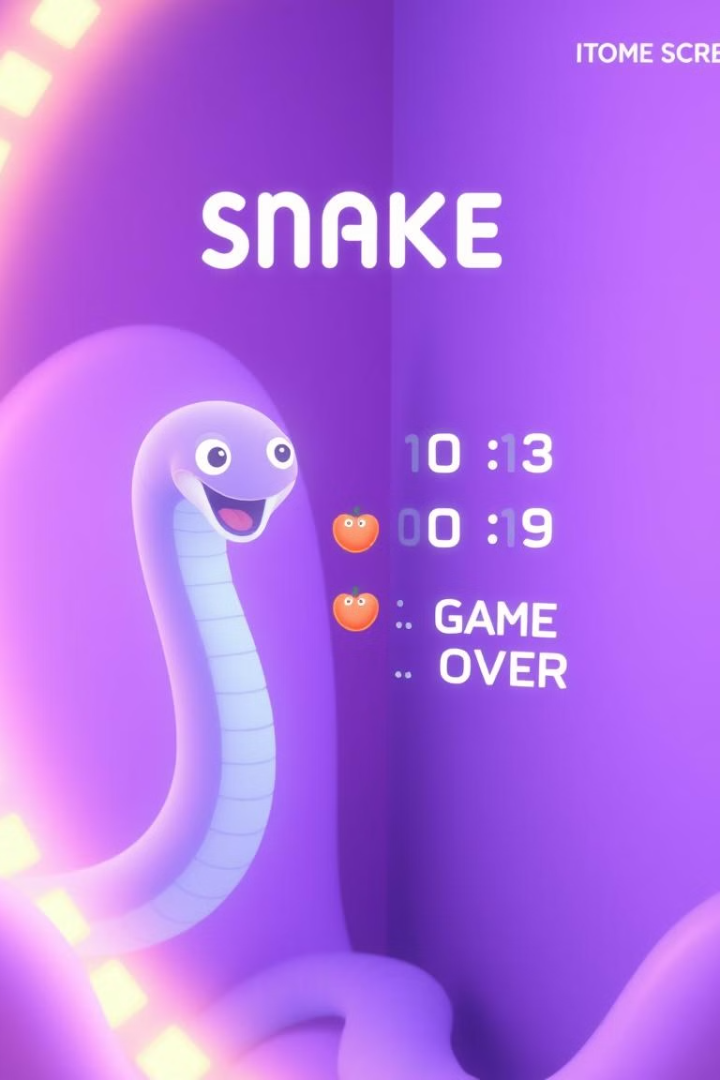 ITOME SCRE
SNAKE
10 :13
00 :19
GAME
OVER